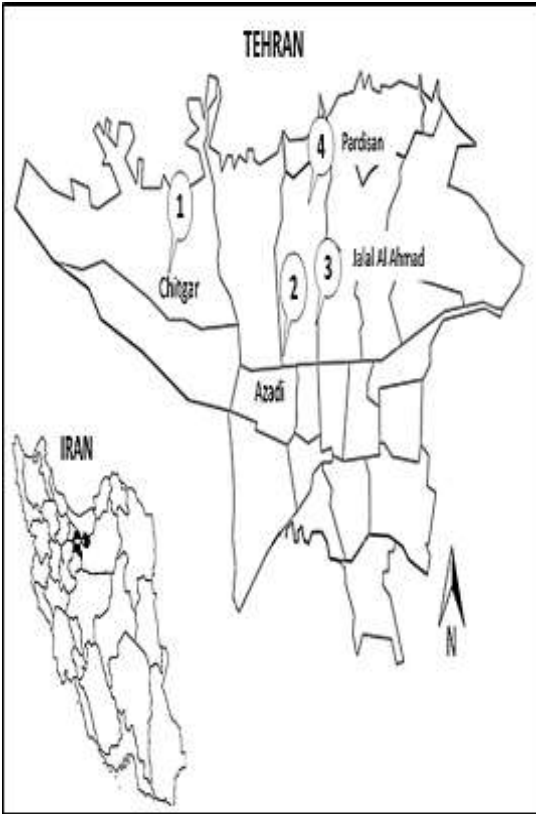 TEHRAN
4
Pardisan
1
Jalal Al Ahmad
3
2
Chitgar
Azadi
IRAN
N